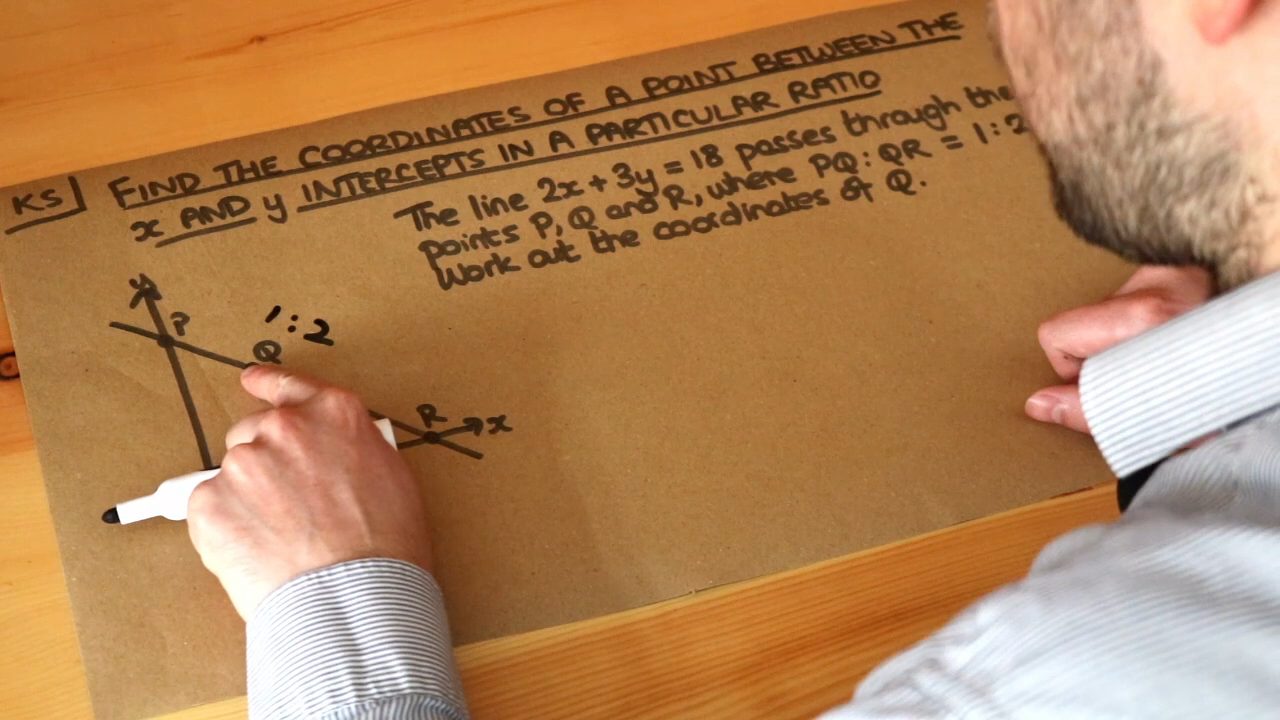 KS
FIND THE COORDINATES OF A POINT BETWEEN THE
x AND y INTERCEPTS IN A PARTICULAR RATIO
The line 2x + 3y = 18 passes through the
points P, Q and R, where PQ : QR = 1 : 2
Work out the coordinates of Q.
y
P
1 : 2
Q
R
x